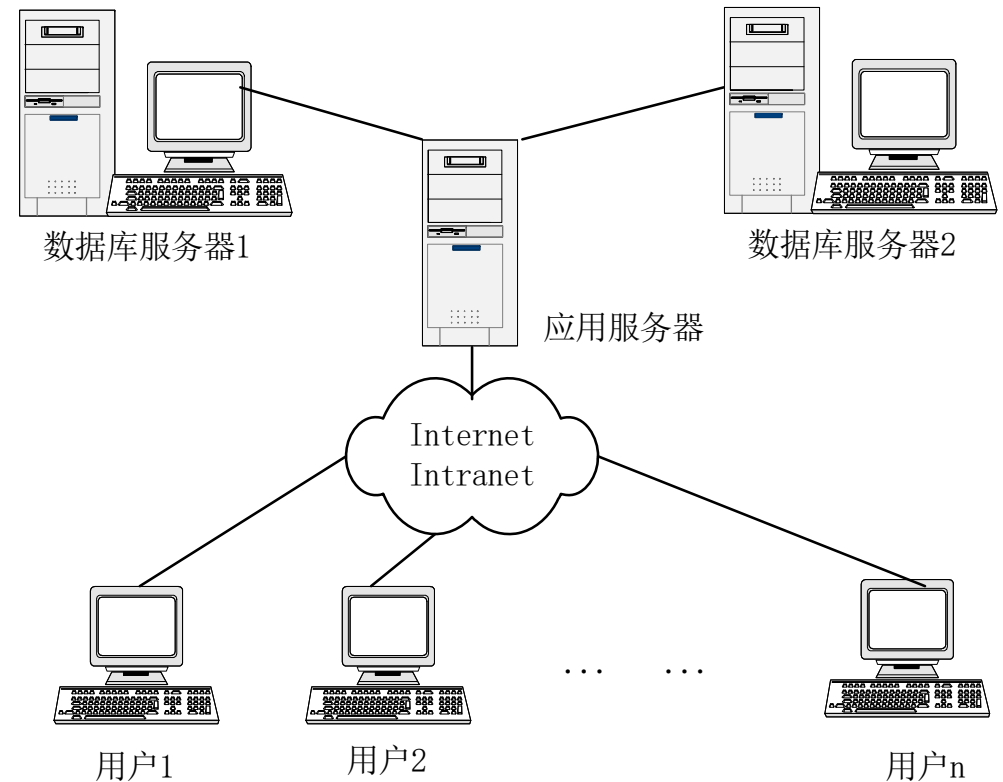 数据库服务器1
数据库服务器2
应用服务器
Internet
Intranet
... ...
用户1
用户2
用户n